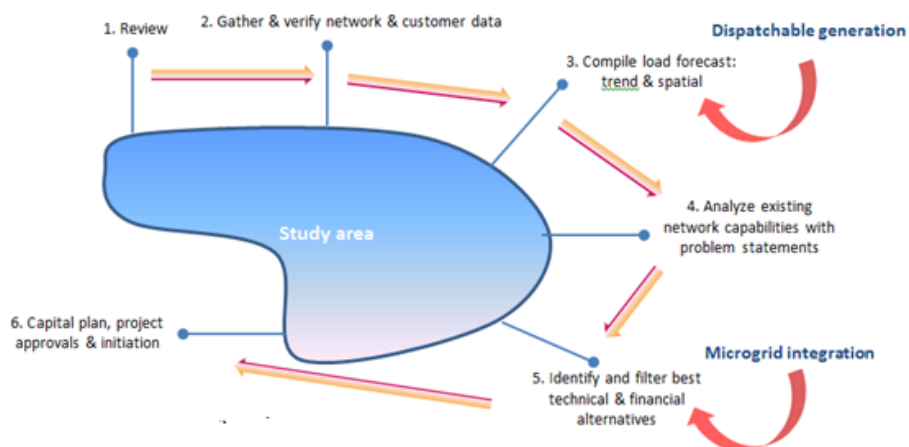 1. Review
2. Gather & verify network & customer data
Dispatchable generation
3. Compile load forecast:
trend & spatial
4. Analyze existing
network capabilities with
problem statements
Study area
6. Capital plan, project
approvals & initiation
Microgrid integration
5. Identify and filter best
technical & financial
alternatives